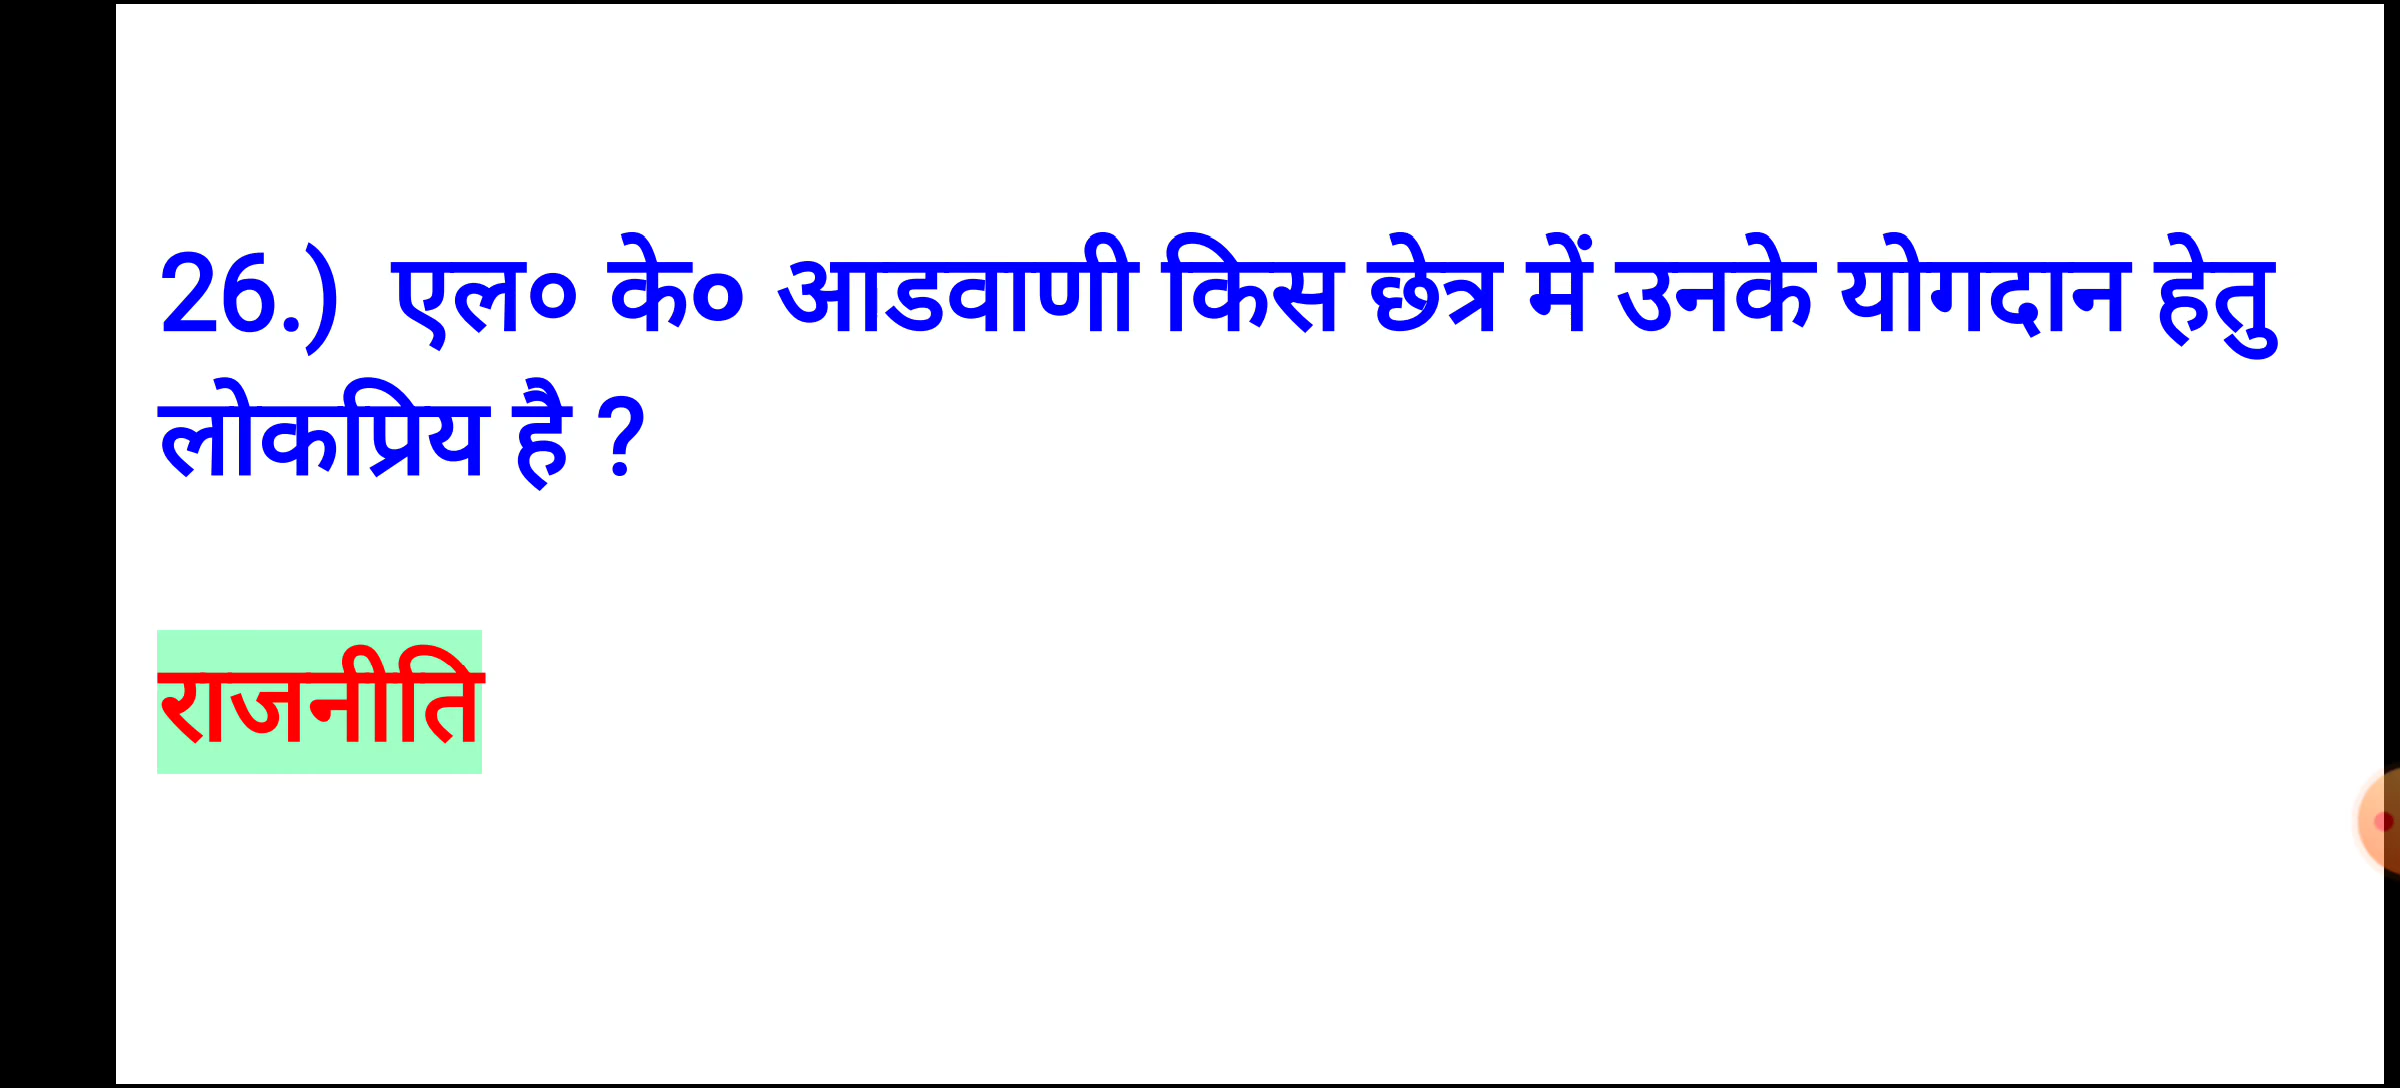 26.) एल० के० आडवाणी किस छेत्र में उनके योगदान हेतु
लोकप्रिय है ?
राजनीति